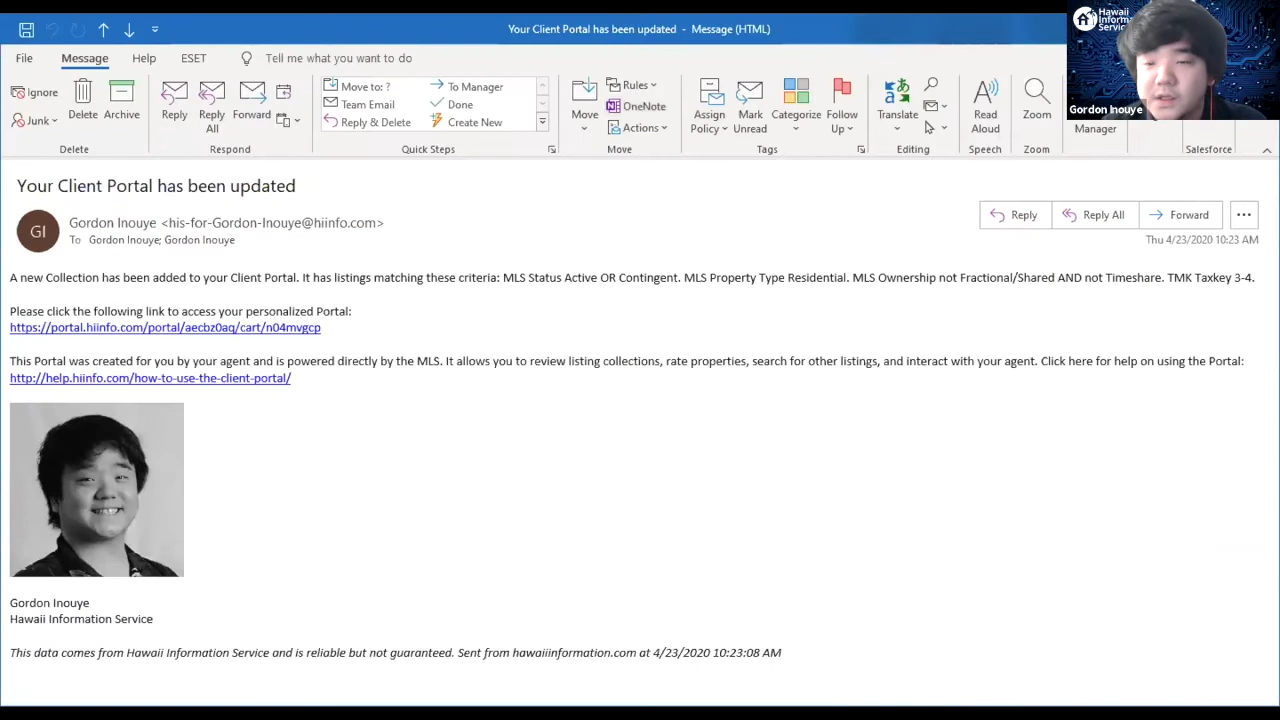 Your Client Portal has been updated - Message (HTML)
Hawaii
Information
Service
Gordon Inouye
File Message Help ESET Tell me what you want to do
Ignore
Junk
Delete
Archive
Reply
Reply All
Forward
Move to: ?
Team Email
Reply & Delete
To Manager
Done
Create New
Move
Rules
OneNote
Actions
Assign Policy
Mark Unread
Categorize
Follow Up
Translate
Read Aloud
Zoom
Manager
Delete Respond Quick Steps Move Tags Editing Speech Zoom Salesforce
Your Client Portal has been updated
GI
Gordon Inouye <his-for-Gordon-Inouye@hiinfo.com>
To Gordon Inouye; Gordon Inouye
Reply Reply All Forward ...
Thu 4/23/2020 10:23 AM
A new Collection has been added to your Client Portal. It has listings matching these criteria: MLS Status Active OR Contingent. MLS Property Type Residential. MLS Ownership not Fractional/Shared AND not Timeshare. TMK Taxkey 3-4.
Please click the following link to access your personalized Portal:
https://portal.hiinfo.com/portal/aecbz0aq/cart/n04mvgcp
This Portal was created for you by your agent and is powered directly by the MLS. It allows you to review listing collections, rate properties, search for other listings, and interact with your agent. Click here for help on using the Portal:
http://help.hiinfo.com/how-to-use-the-client-portal/
Gordon Inouye
Hawaii Information Service
This data comes from Hawaii Information Service and is reliable but not guaranteed. Sent from hawaiiinformation.com at 4/23/2020 10:23:08 AM